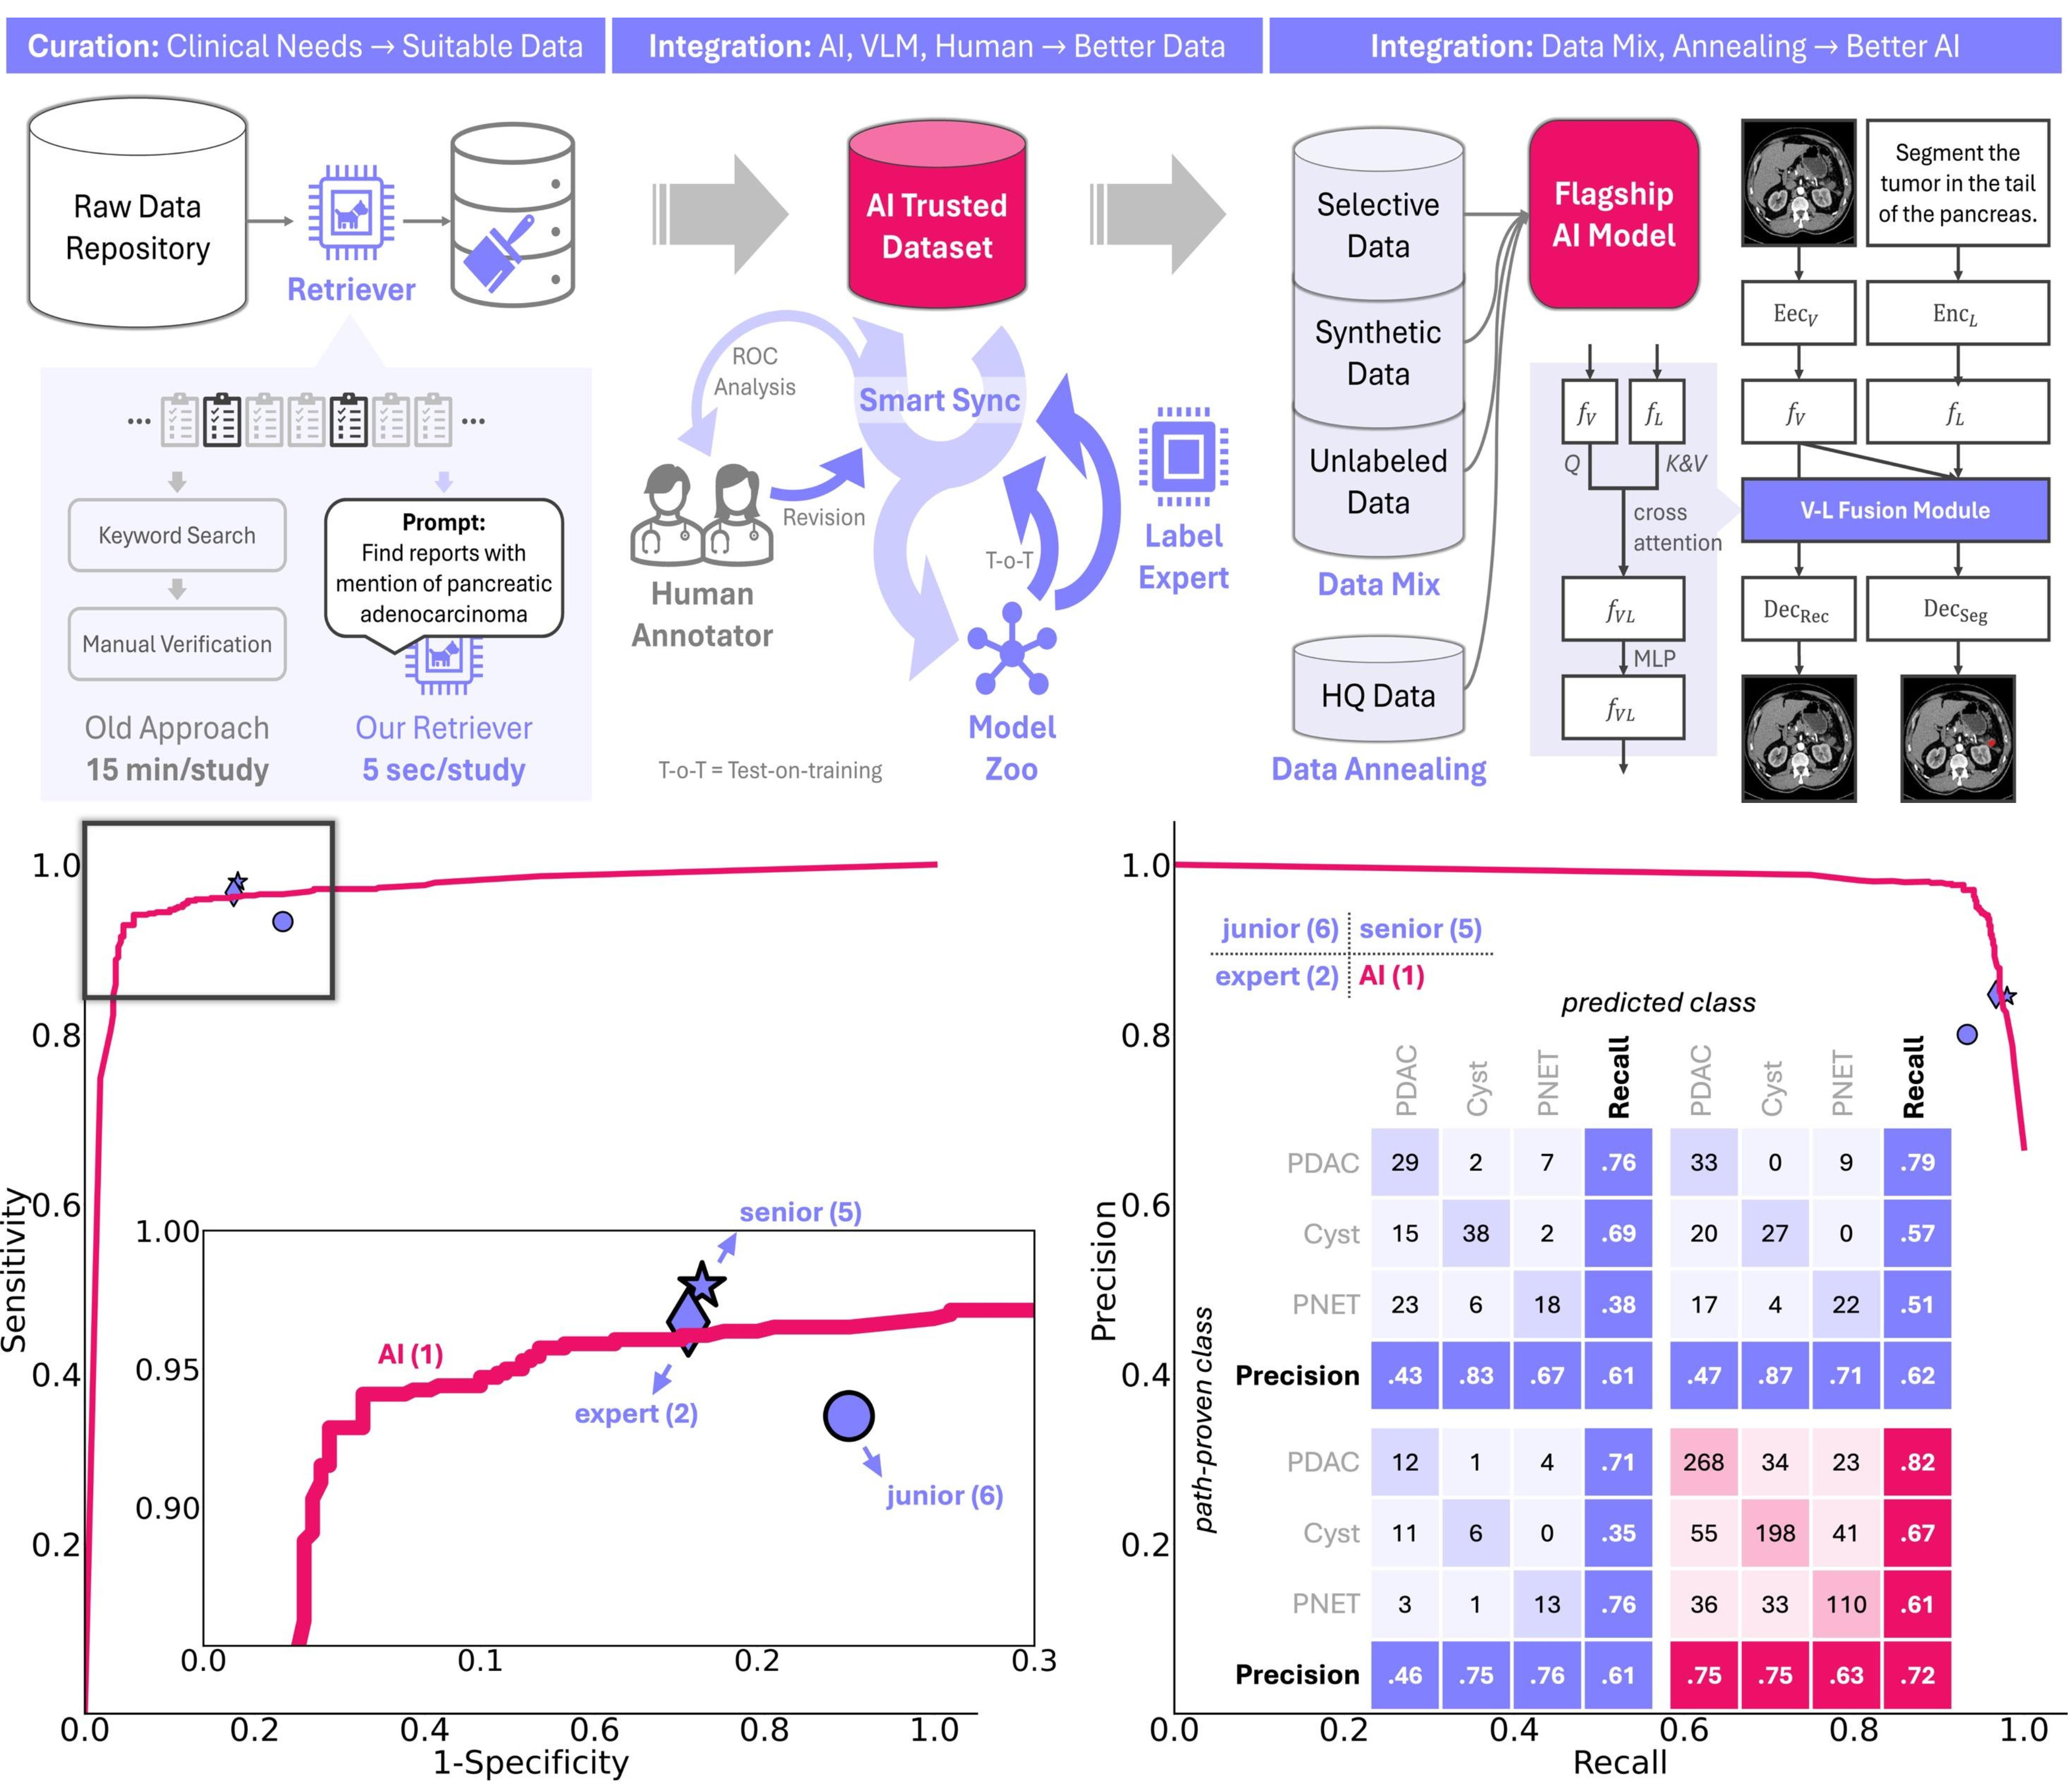 Curation: Clinical Needs → Suitable Data
Integration: AI, VLM, Human → Better Data
Integration: Data Mix, Annealing → Better AI
Raw Data
Repository
Retriever
...
...
Keyword Search
Manual Verification
Old Approach
15 min/study
Prompt:
Find reports with
mention of pancreatic
adenocarcinoma
Our Retriever
5 sec/study
AI Trusted
Dataset
ROC
Analysis
Smart Sync
Revision
Human
Annotator
T-o-T
Label
Expert
Model
Zoo
T-o-T = Test-on-training
Selective
Data
Synthetic
Data
Unlabeled
Data
Data Mix
HQ Data
Data Annealing
Flagship
AI Model
f_V
f_L
Q
K&V
cross
attention
f_VL
MLP
f_VL
Segment the
tumor in the tail
of the pancreas.
Eec_V
Enc_L
f_V
f_L
V-L Fusion Module
Dec_Rec
Dec_Seg
1.0
0.8
0.6
0.4
0.2
Sensitivity
1.00
0.95
0.90
senior (5)
AI (1)
expert (2)
junior (6)
0.0 0.1 0.2 0.3
0.0 0.2 0.4 0.6 0.8 1.0
1-Specificity
1.0
0.8
0.6
0.4
0.2
Precision
junior (6) senior (5)
expert (2) AI (1)
predicted class
path-proven class
PDAC Cyst PNET Recall PDAC Cyst PNET Recall
PDAC 29 2 7 .76 33 0 9 .79
Cyst 15 38 2 .69 20 27 0 .57
PNET 23 6 18 .38 17 4 22 .51
Precision .43 .83 .67 .61 .47 .87 .71 .62
PDAC 12 1 4 .71 268 34 23 .82
Cyst 11 6 0 .35 55 198 41 .67
PNET 3 1 13 .76 36 33 110 .61
Precision .46 .75 .76 .61 .75 .75 .63 .72
0.0 0.2 0.4 0.6 0.8 1.0
Recall